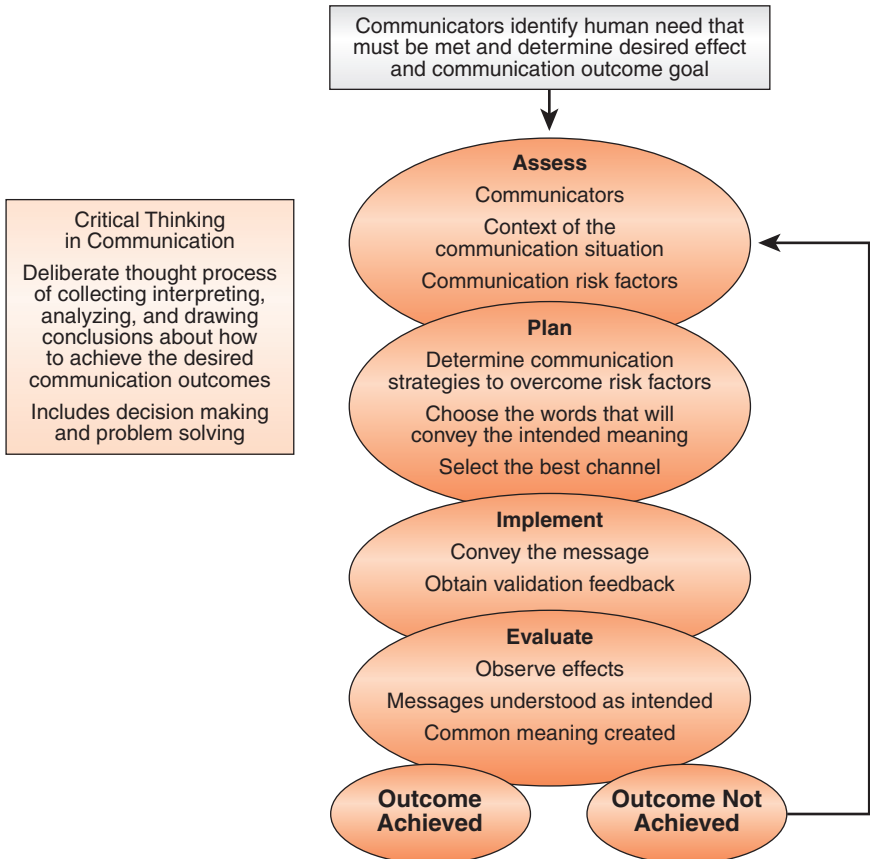 Communicators identify human need that
must be met and determine desired effect
and communication outcome goal
Critical Thinking
in Communication
Deliberate thought process
of collecting interpreting,
analyzing, and drawing
conclusions about how
to achieve the desired
communication outcomes
Includes decision making
and problem solving
Assess
Communicators
Context of the
communication situation
Communication risk factors
Plan
Determine communication
strategies to overcome risk factors
Choose the words that will
convey the intended meaning
Select the best channel
Implement
Convey the message
Obtain validation feedback
Evaluate
Observe effects
Messages understood as intended
Common meaning created
Outcome
Achieved
Outcome Not
Achieved